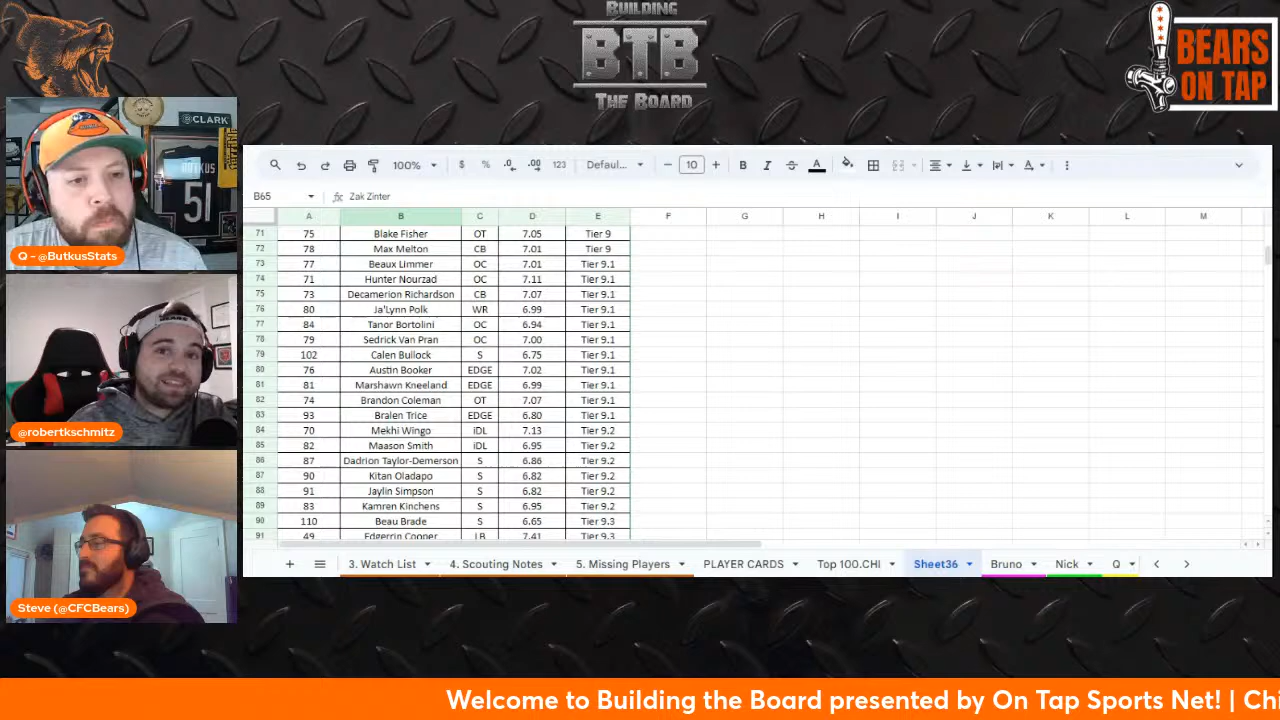 BUILDING
BTB
THE BOARD
BEARS
ON TAP
CLARK
BUTKUS
51
Q - @ButkusStats
@robertkschmitz
Steve (@CFCBears)
100% $ % .0 .00 123 Defaul... − 10 + B I S A
B65 fx Zak Zinter
A B C D E F G H I J K L M
71 75 Blake Fisher OT 7.05 Tier 9
72 78 Max Melton CB 7.01 Tier 9
73 77 Beaux Limmer OC 7.01 Tier 9.1
74 71 Hunter Nourzad OC 7.11 Tier 9.1
75 73 Decamerion Richardson CB 7.07 Tier 9.1
76 80 Ja'Lynn Polk WR 6.99 Tier 9.1
77 84 Tanor Bortolini OC 6.94 Tier 9.1
78 79 Sedrick Van Pran OC 7.00 Tier 9.1
79 102 Calen Bullock S 6.75 Tier 9.1
80 76 Austin Booker EDGE 7.02 Tier 9.1
81 81 Marshawn Kneeland EDGE 6.99 Tier 9.1
82 74 Brandon Coleman OT 7.07 Tier 9.1
83 93 Bralen Trice EDGE 6.80 Tier 9.1
84 70 Mekhi Wingo iDL 7.13 Tier 9.2
85 82 Maason Smith iDL 6.95 Tier 9.2
86 87 Dadrion Taylor-Demerson S 6.86 Tier 9.2
87 90 Kitan Oladapo S 6.82 Tier 9.2
88 91 Jaylin Simpson S 6.82 Tier 9.2
89 83 Kamren Kinchens S 6.95 Tier 9.2
90 110 Beau Brade S 6.65 Tier 9.3
91 49 Edgerrin Cooper LB 7.41 Tier 9.3
3. Watch List 4. Scouting Notes 5. Missing Players PLAYER CARDS Top 100.CHI Sheet36 Bruno Nick Q
Welcome to Building the Board presented by On Tap Sports Net! | Chi